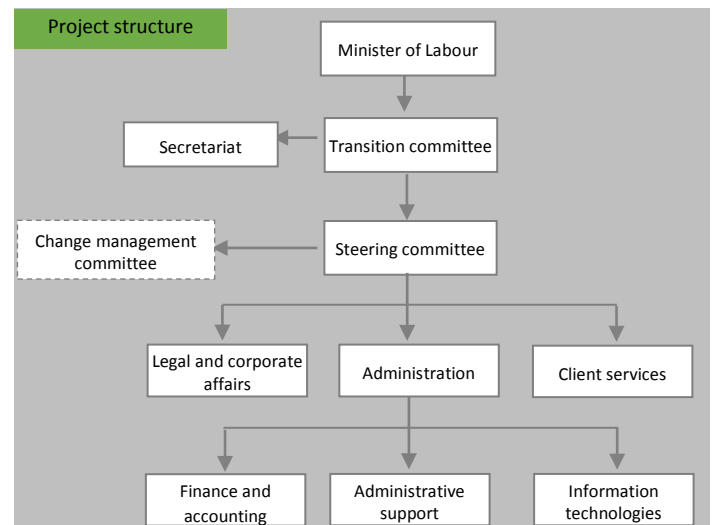 Project structure
Minister of Labour
Secretariat
Transition committee
Change management
committee
Steering committee
Legal and corporate
affairs
Administration
Client services
Finance and
accounting
Administrative
support
Information
technologies